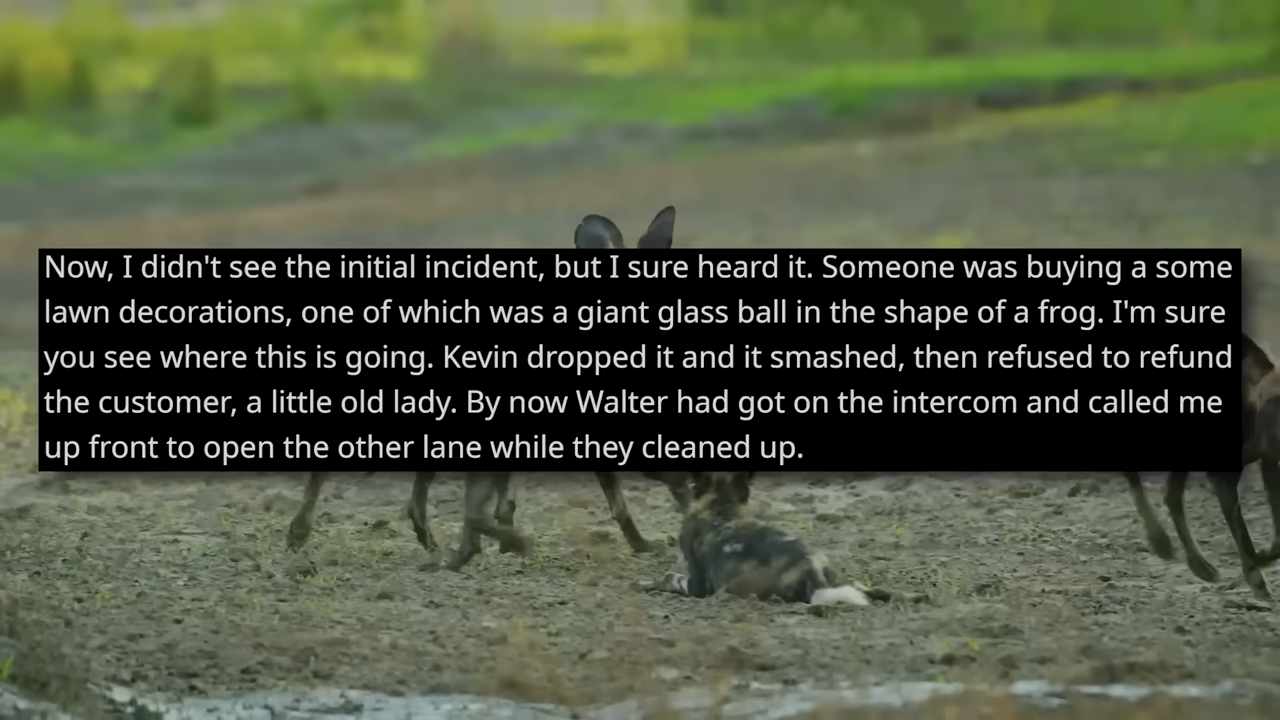 Now, I didn't see the initial incident, but I sure heard it. Someone was buying a some
lawn decorations, one of which was a giant glass ball in the shape of a frog. I'm sure
you see where this is going. Kevin dropped it and it smashed, then refused to refund
the customer, a little old lady. By now Walter had got on the intercom and called me
up front to open the other lane while they cleaned up.